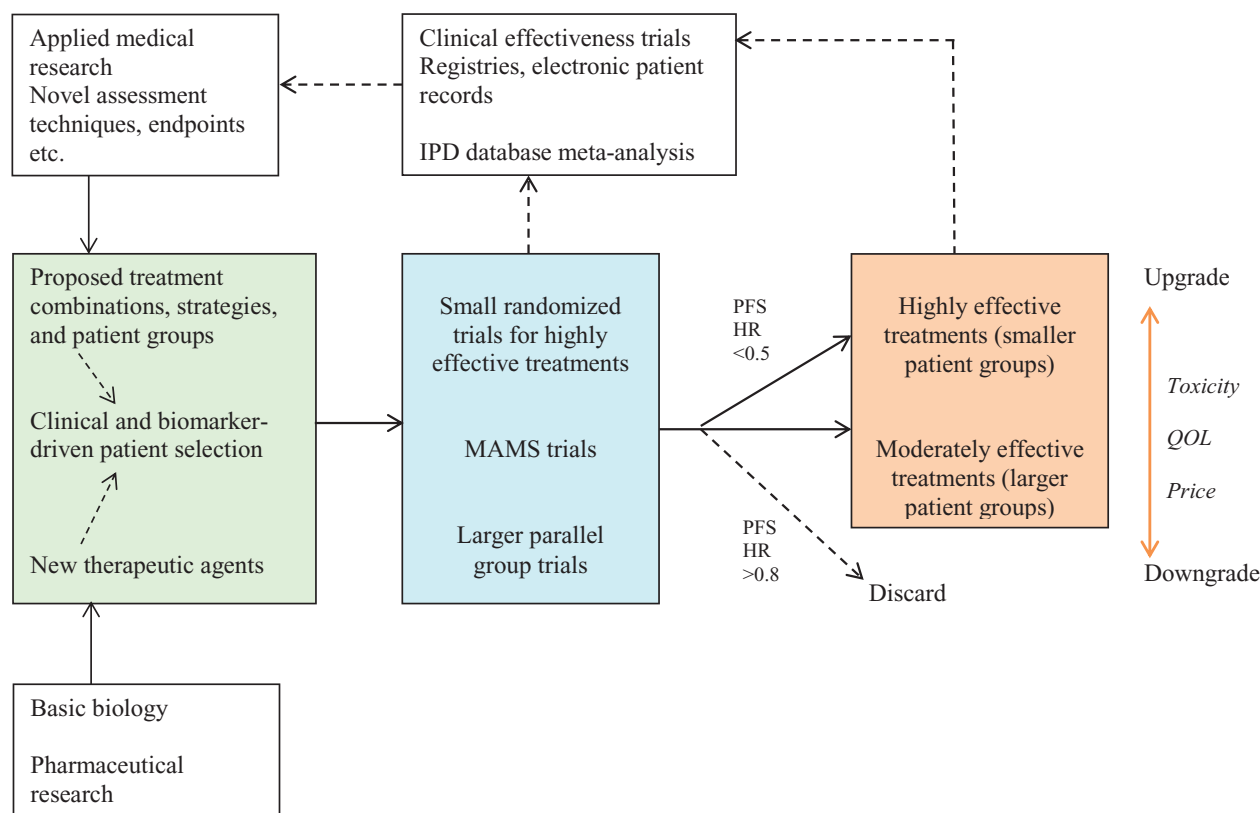 Applied medical
research
Novel assessment
techniques, endpoints
etc.
Clinical effectiveness trials
Registries, electronic patient
records
IPD database meta-analysis
Proposed treatment
combinations, strategies,
and patient groups
Clinical and biomarker-
driven patient selection
New therapeutic agents
Small randomized
trials for highly
effective treatments
MAMS trials
Larger parallel
group trials
PFS
HR
<0.5
PFS
HR
>0.8
Highly effective
treatments (smaller
patient groups)
Moderately effective
treatments (larger
patient groups)
Discard
Upgrade
Toxicity
QOL
Price
Downgrade
Basic biology
Pharmaceutical
research